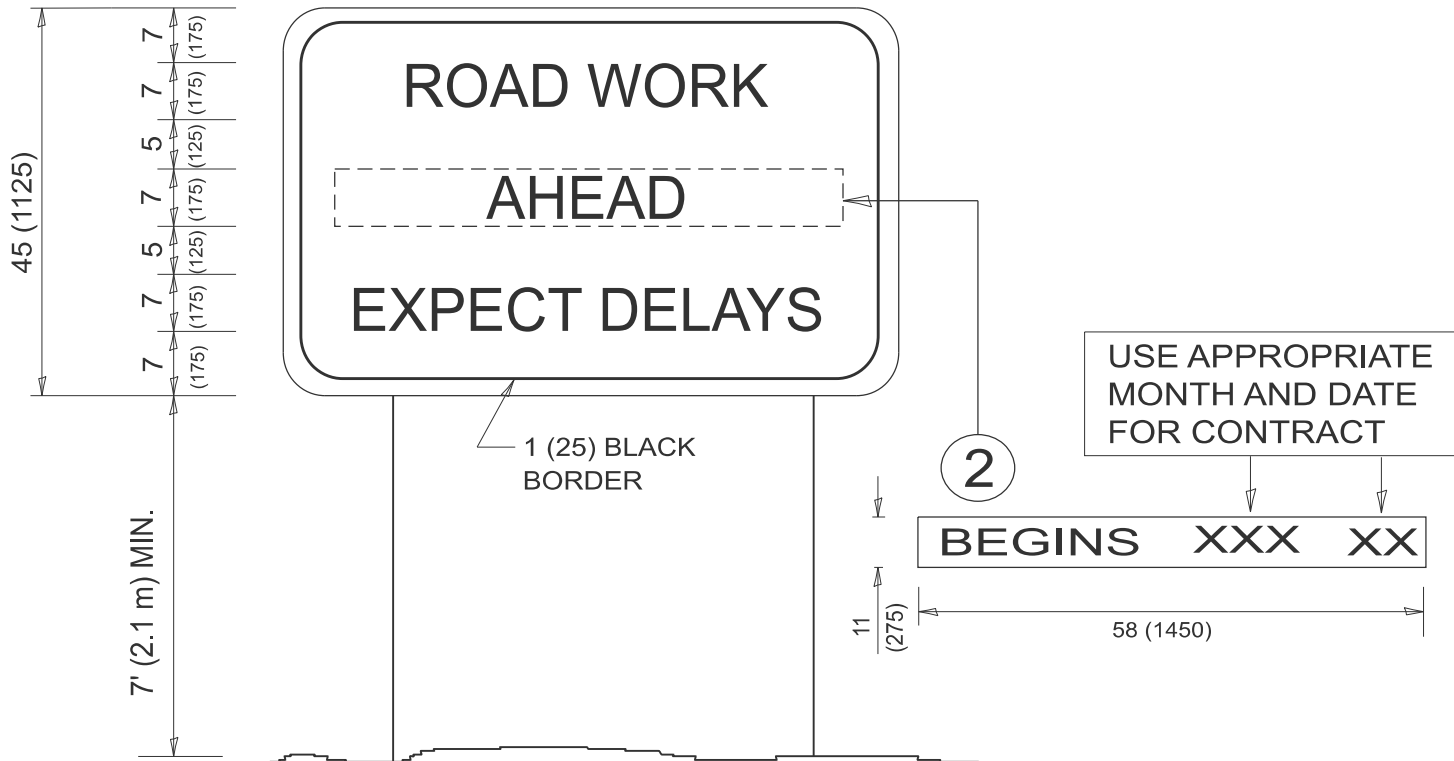 45 (1125)
7 (175)
7 (175)
5 (125)
7 (175)
5 (125)
7 (175)
7 (175)
7' (2.1 m) MIN.
ROAD WORK
AHEAD
EXPECT DELAYS
1 (25) BLACK
BORDER
2
USE APPROPRIATE
MONTH AND DATE
FOR CONTRACT
BEGINS XXX XX
11
(275)
58 (1450)